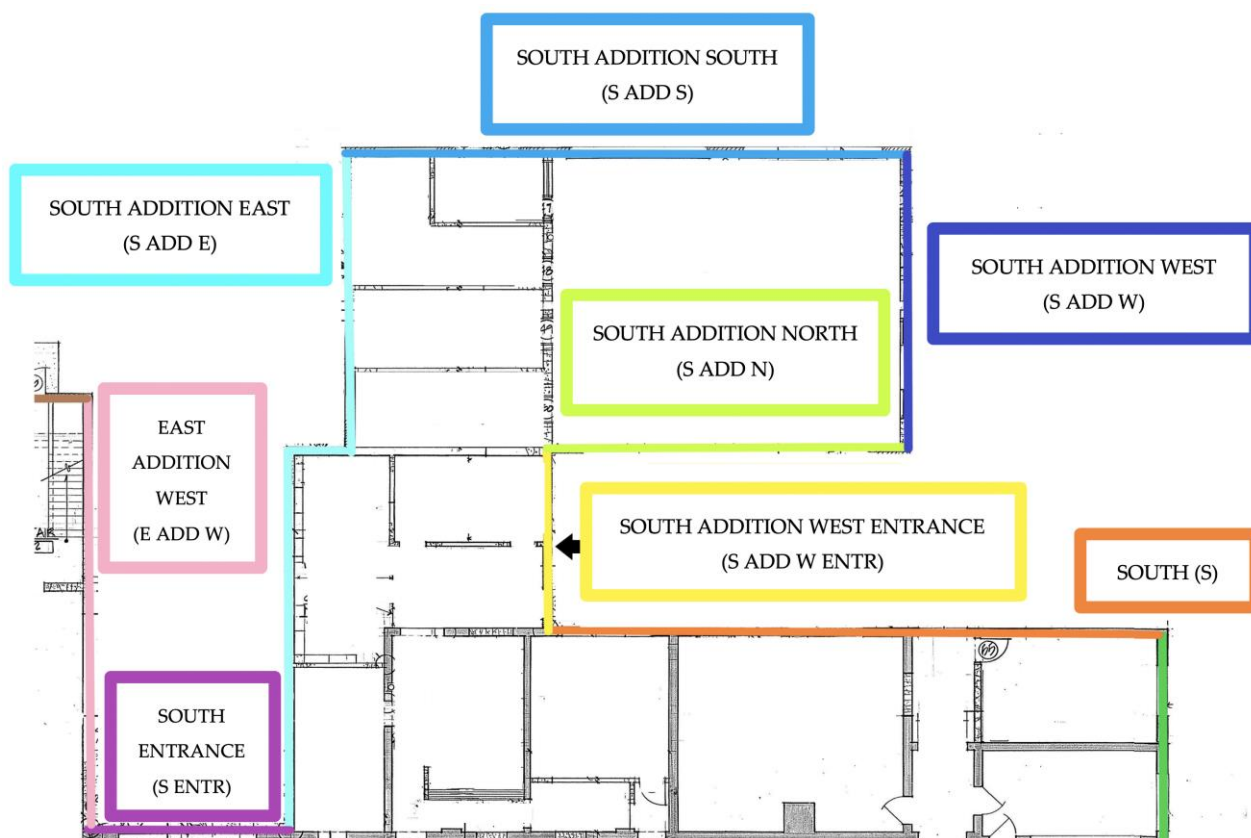 SOUTH ADDITION SOUTH
(S ADD S)
SOUTH ADDITION EAST
(S ADD E)
SOUTH ADDITION WEST
(S ADD W)
SOUTH ADDITION NORTH
(S ADD N)
EAST
ADDITION
WEST
(E ADD W)
SOUTH ADDITION WEST ENTRANCE
(S ADD W ENTR)
SOUTH (S)
SOUTH
ENTRANCE
(S ENTR)